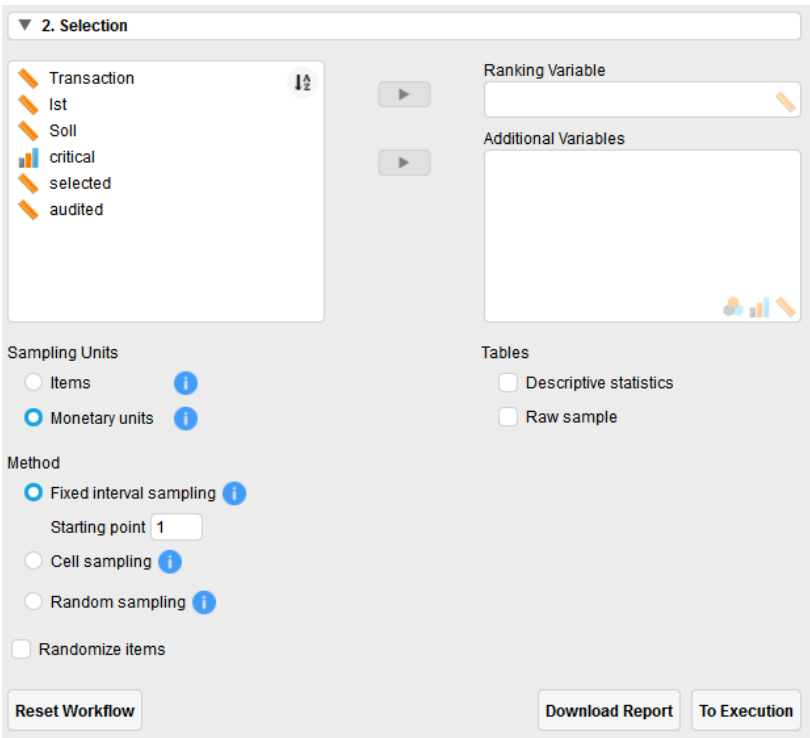 2. Selection
Transaction
Ist
Soll
critical
selected
audited
Ranking Variable
Additional Variables
Sampling Units
Items
Monetary units
Tables
Descriptive statistics
Raw sample
Method
Fixed interval sampling
Starting point 1
Cell sampling
Random sampling
Randomize items
Reset Workflow
Download Report
To Execution